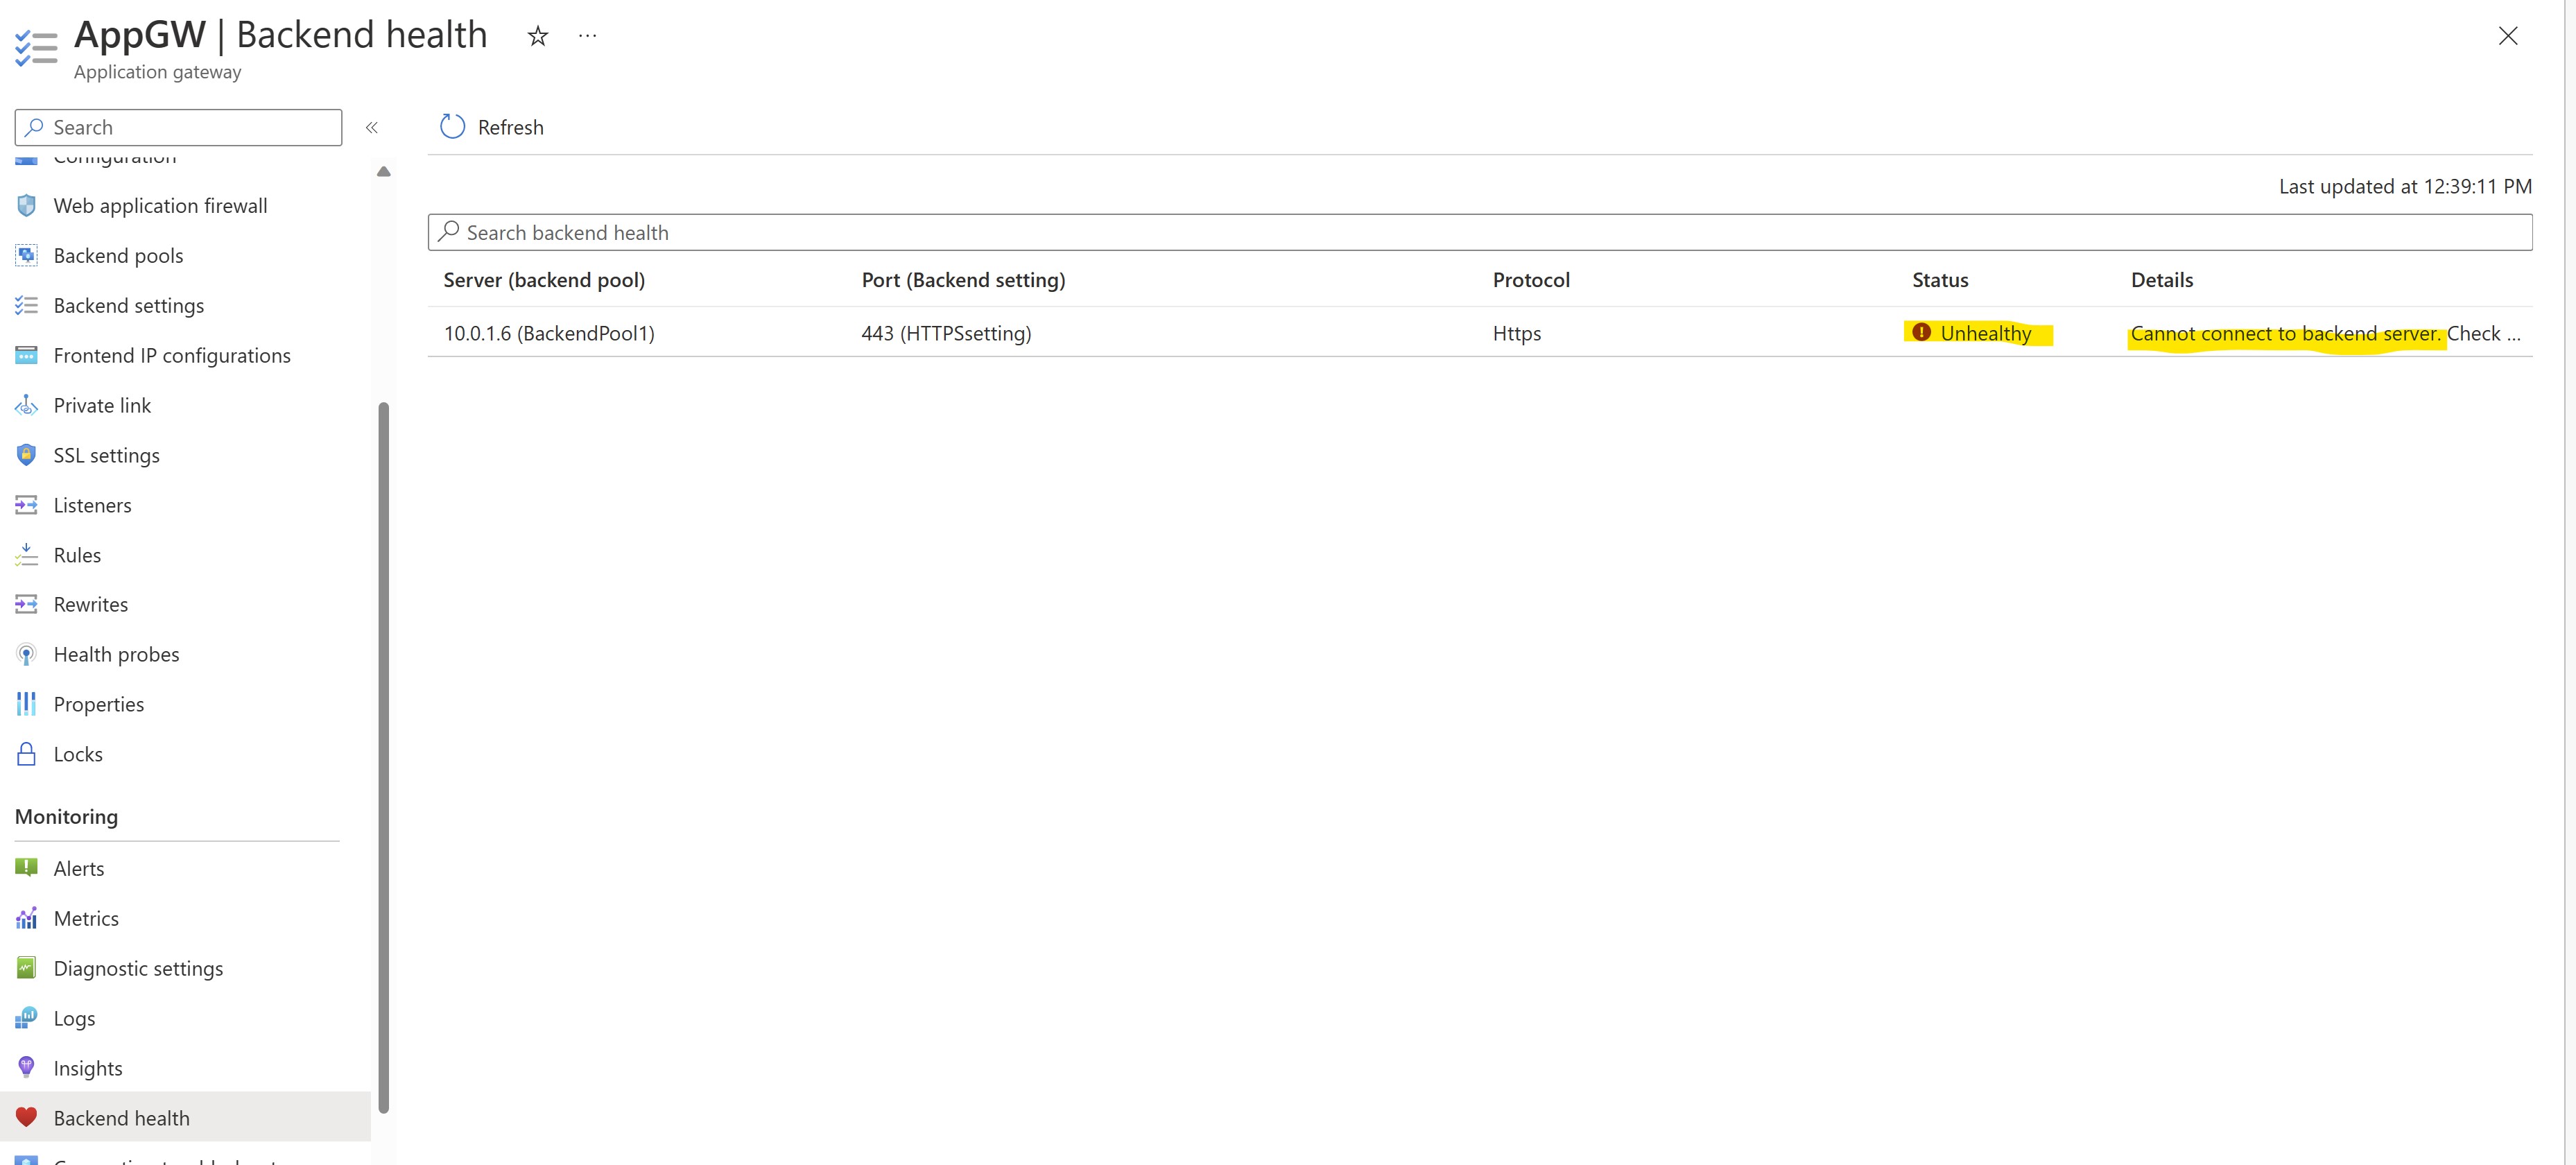 AppGW | Backend health
Application gateway
Search
Configuration
Web application firewall
Backend pools
Backend settings
Frontend IP configurations
Private link
SSL settings
Listeners
Rules
Rewrites
Health probes
Properties
Locks
Monitoring
Alerts
Metrics
Diagnostic settings
Logs
Insights
Backend health
Refresh
Last updated at 12:39:11 PM
Search backend health
Server (backend pool) Port (Backend setting) Protocol Status Details
10.0.1.6 (BackendPool1) 443 (HTTPSsetting) Https Unhealthy Cannot connect to backend server. Check ...